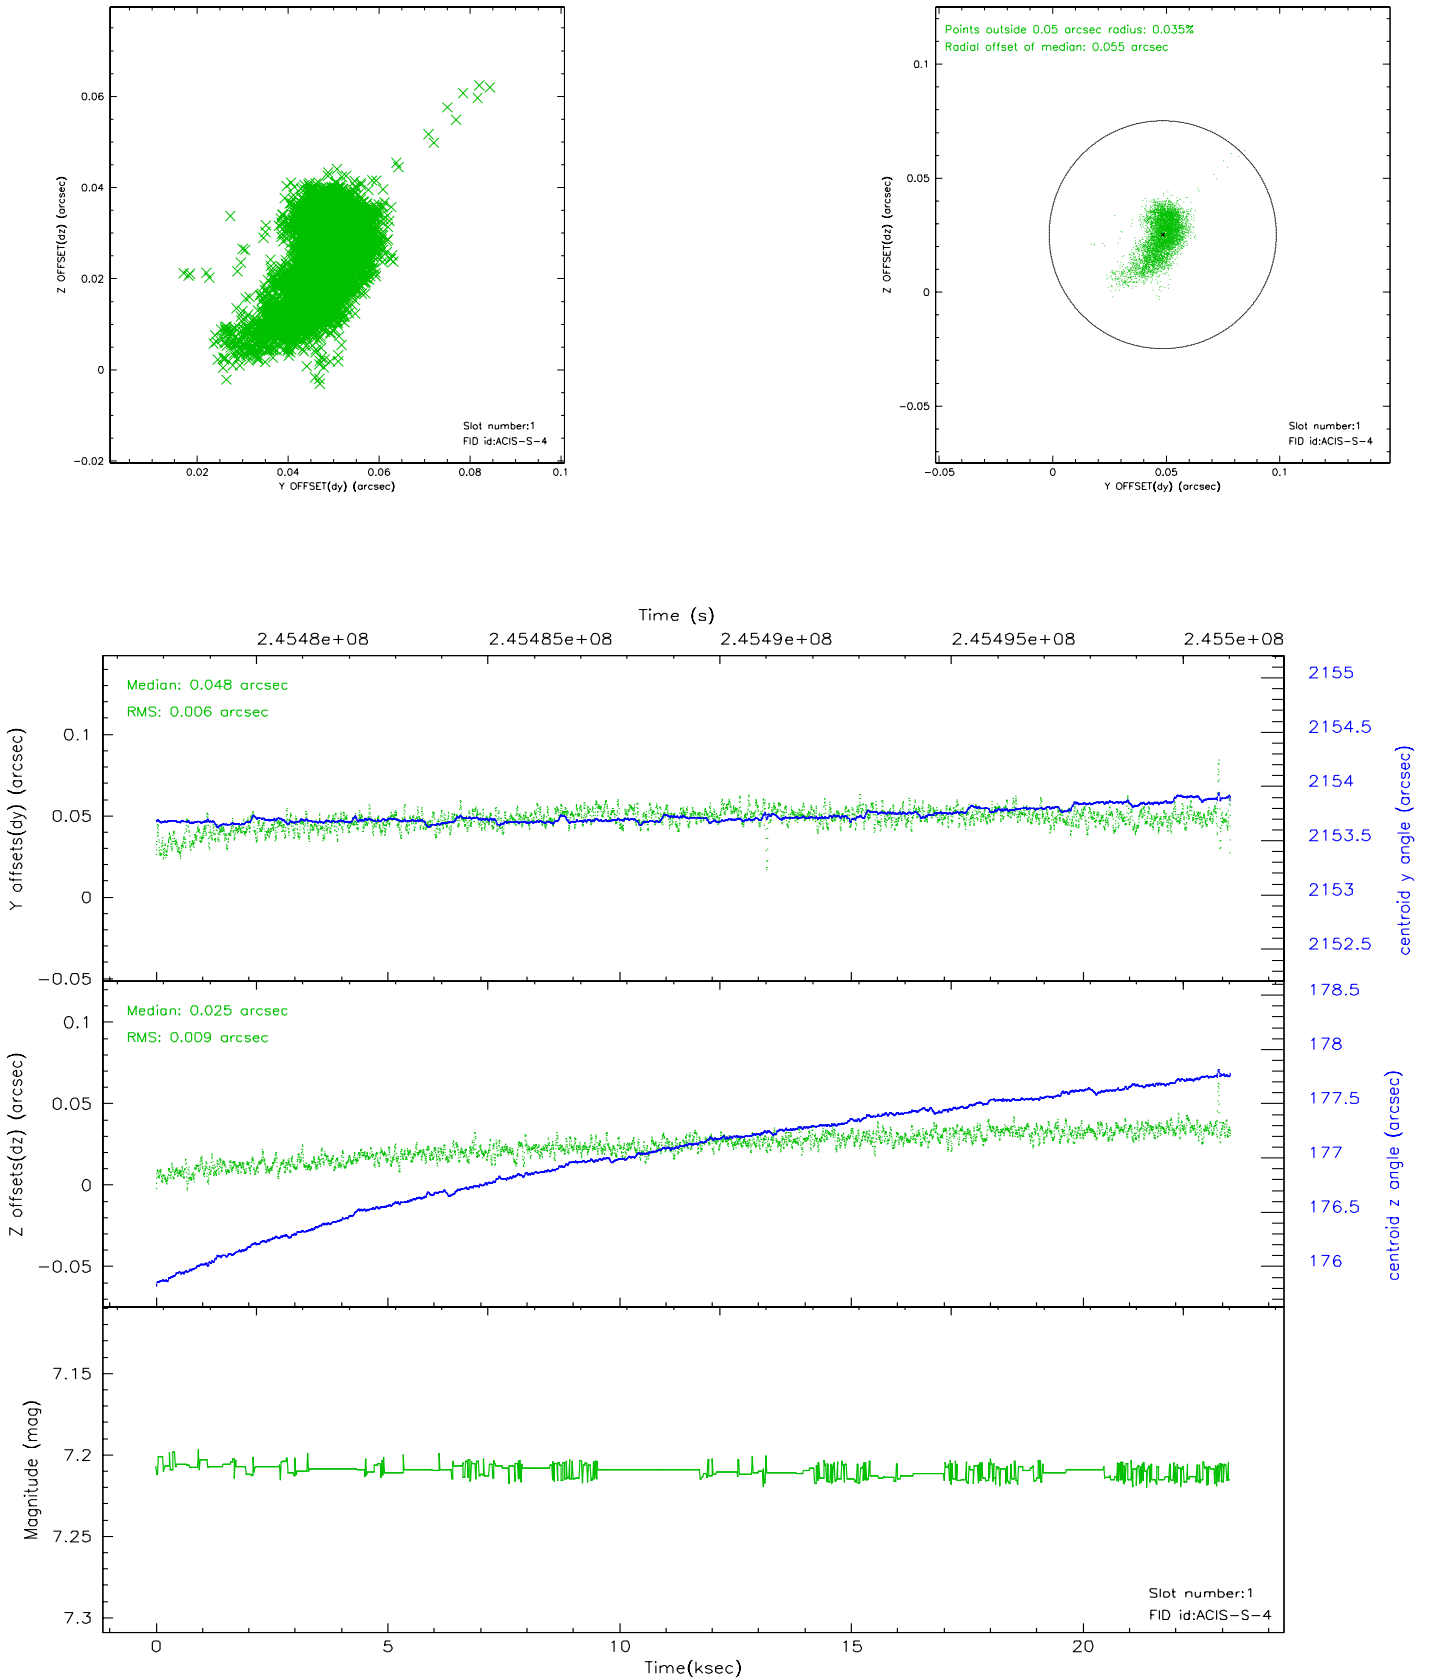 0.06
0.04
0.02
0
-0.02
Z OFFSET(dz) (arcsec)
Slot number:1
FID id:ACIS-S-4
0.02 0.04 0.06 0.08 0.1
Y OFFSET(dy) (arcsec)
Points outside 0.05 arcsec radius: 0.035%
Radial offset of median: 0.055 arcsec
0.1
0.05
0
-0.05
Z OFFSET(dz) (arcsec)
Slot number:1
FID id:ACIS-S-4
-0.05 0 0.05 0.1
Y OFFSET(dy) (arcsec)
Time (s)
2.4548e+08 2.45485e+08 2.4549e+08 2.45495e+08 2.455e+08
Median: 0.048 arcsec
RMS: 0.006 arcsec
0.1
0.05
0
-0.05
Y offsets(dy) (arcsec)
2155
2154.5
2154
2153.5
2153
2152.5
centroid y angle (arcsec)
Median: 0.025 arcsec
RMS: 0.009 arcsec
0.1
0.05
0
-0.05
Z offsets(dz) (arcsec)
178.5
178
177.5
177
176.5
176
centroid z angle (arcsec)
7.15
7.2
7.25
7.3
Magnitude (mag)
Slot number:1
FID id:ACIS-S-4
0 5 10 15 20
Time(ksec)